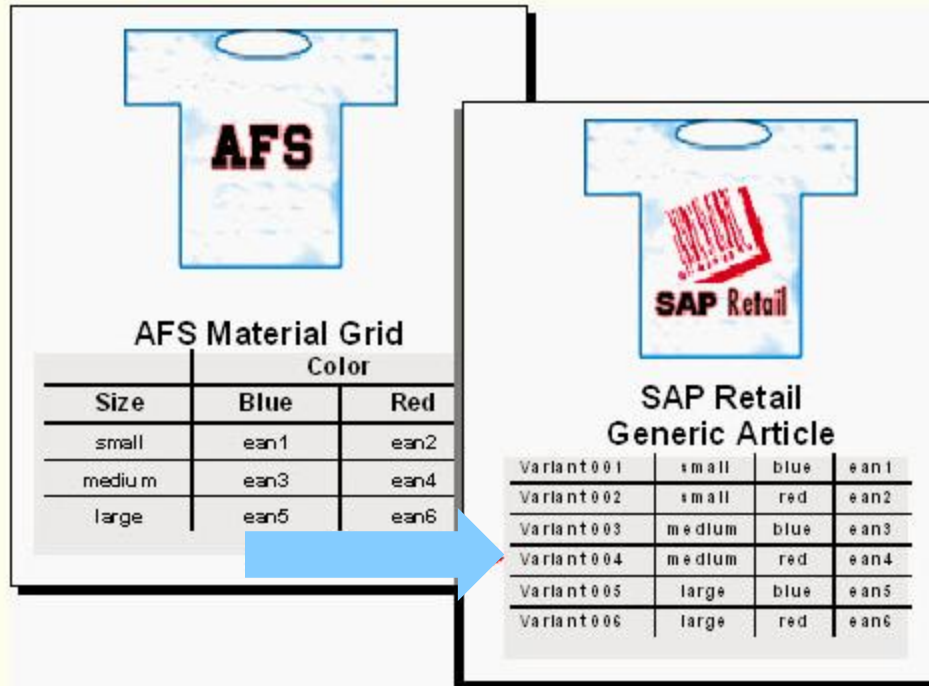 AFS
AFS Material Grid
Color
Size Blue Red
small ean1 ean2
medium ean3 ean4
large ean5 ean6
SAP Retail
SAP Retail
Generic Article
Variant001 small blue ean1
Variant002 small red ean2
Variant003 medium blue ean3
Variant004 medium red ean4
Variant005 large blue ean5
Variant006 large red ean6